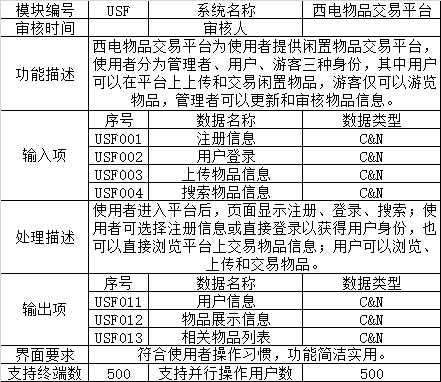 模块编号 USF 系统名称 西电物品交易平台
审核时间 审核人
功能描述
西电物品交易平台为使用者提供闲置物品交易平台，
使用者分为管理者、用户、游客三种身份，其中用户
可以在平台上上传和交易闲置物品，游客仅可以游览
物品，管理者可以更新和审核物品信息。
输入项
序号 数据名称 数据类型
USF001 注册信息 C&N
USF002 用户登录 C&N
USF003 上传物品信息 C&N
USF004 搜索物品信息 C&N
处理描述
使用者进入平台后，页面显示注册、登录、搜索；使
用者可选择注册信息或直接登录以获得用户身份，也
可以直接浏览平台上交易物品信息；用户可以浏览、
上传和交易物品。
输出项
序号 数据名称 数据类型
USF011 用户信息 C&N
USF012 物品展示信息 C&N
USF013 相关物品列表 C&N
界面要求 符合使用者操作习惯，功能简洁实用。
支持终端数 500 支持并行操作用户数 500